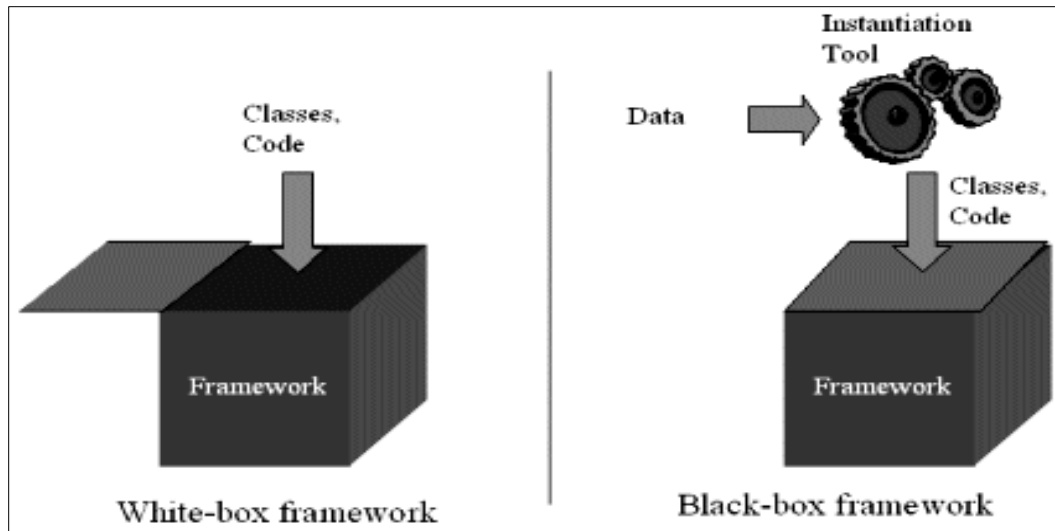 Classes,
Code
Framework
White-box framework
Instantiation
Tool
Data
Classes,
Code
Framework
Black-box framework